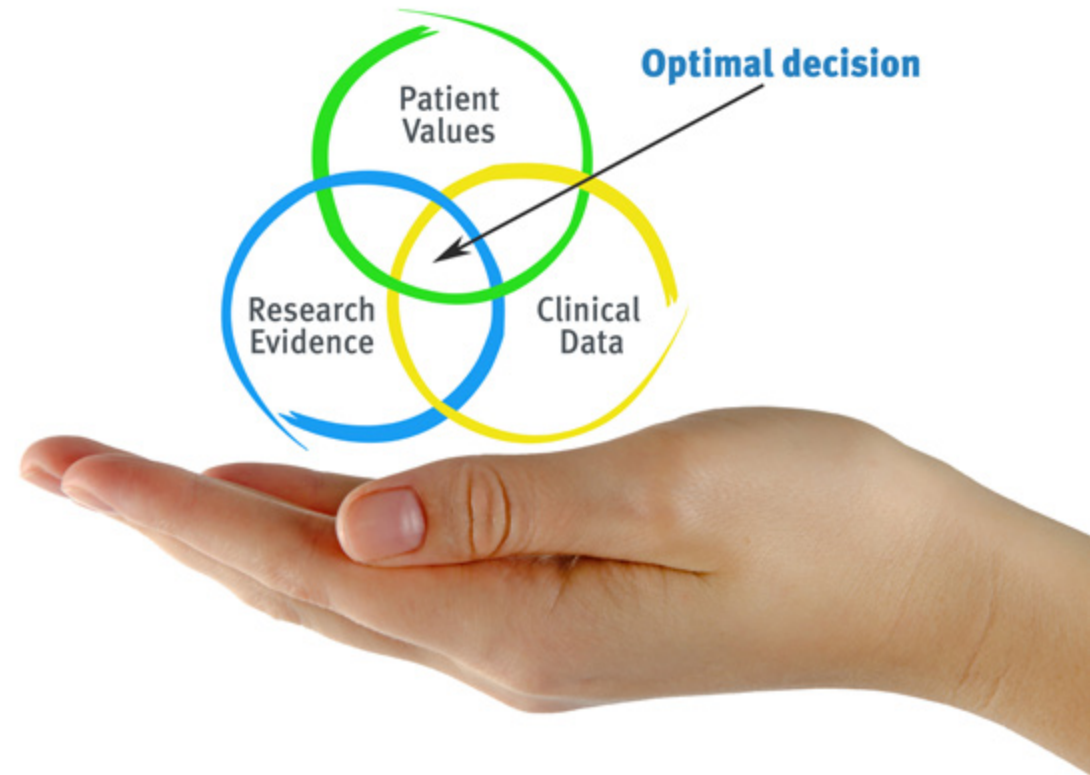 Optimal decision
Patient
Values
Research
Evidence
Clinical
Data